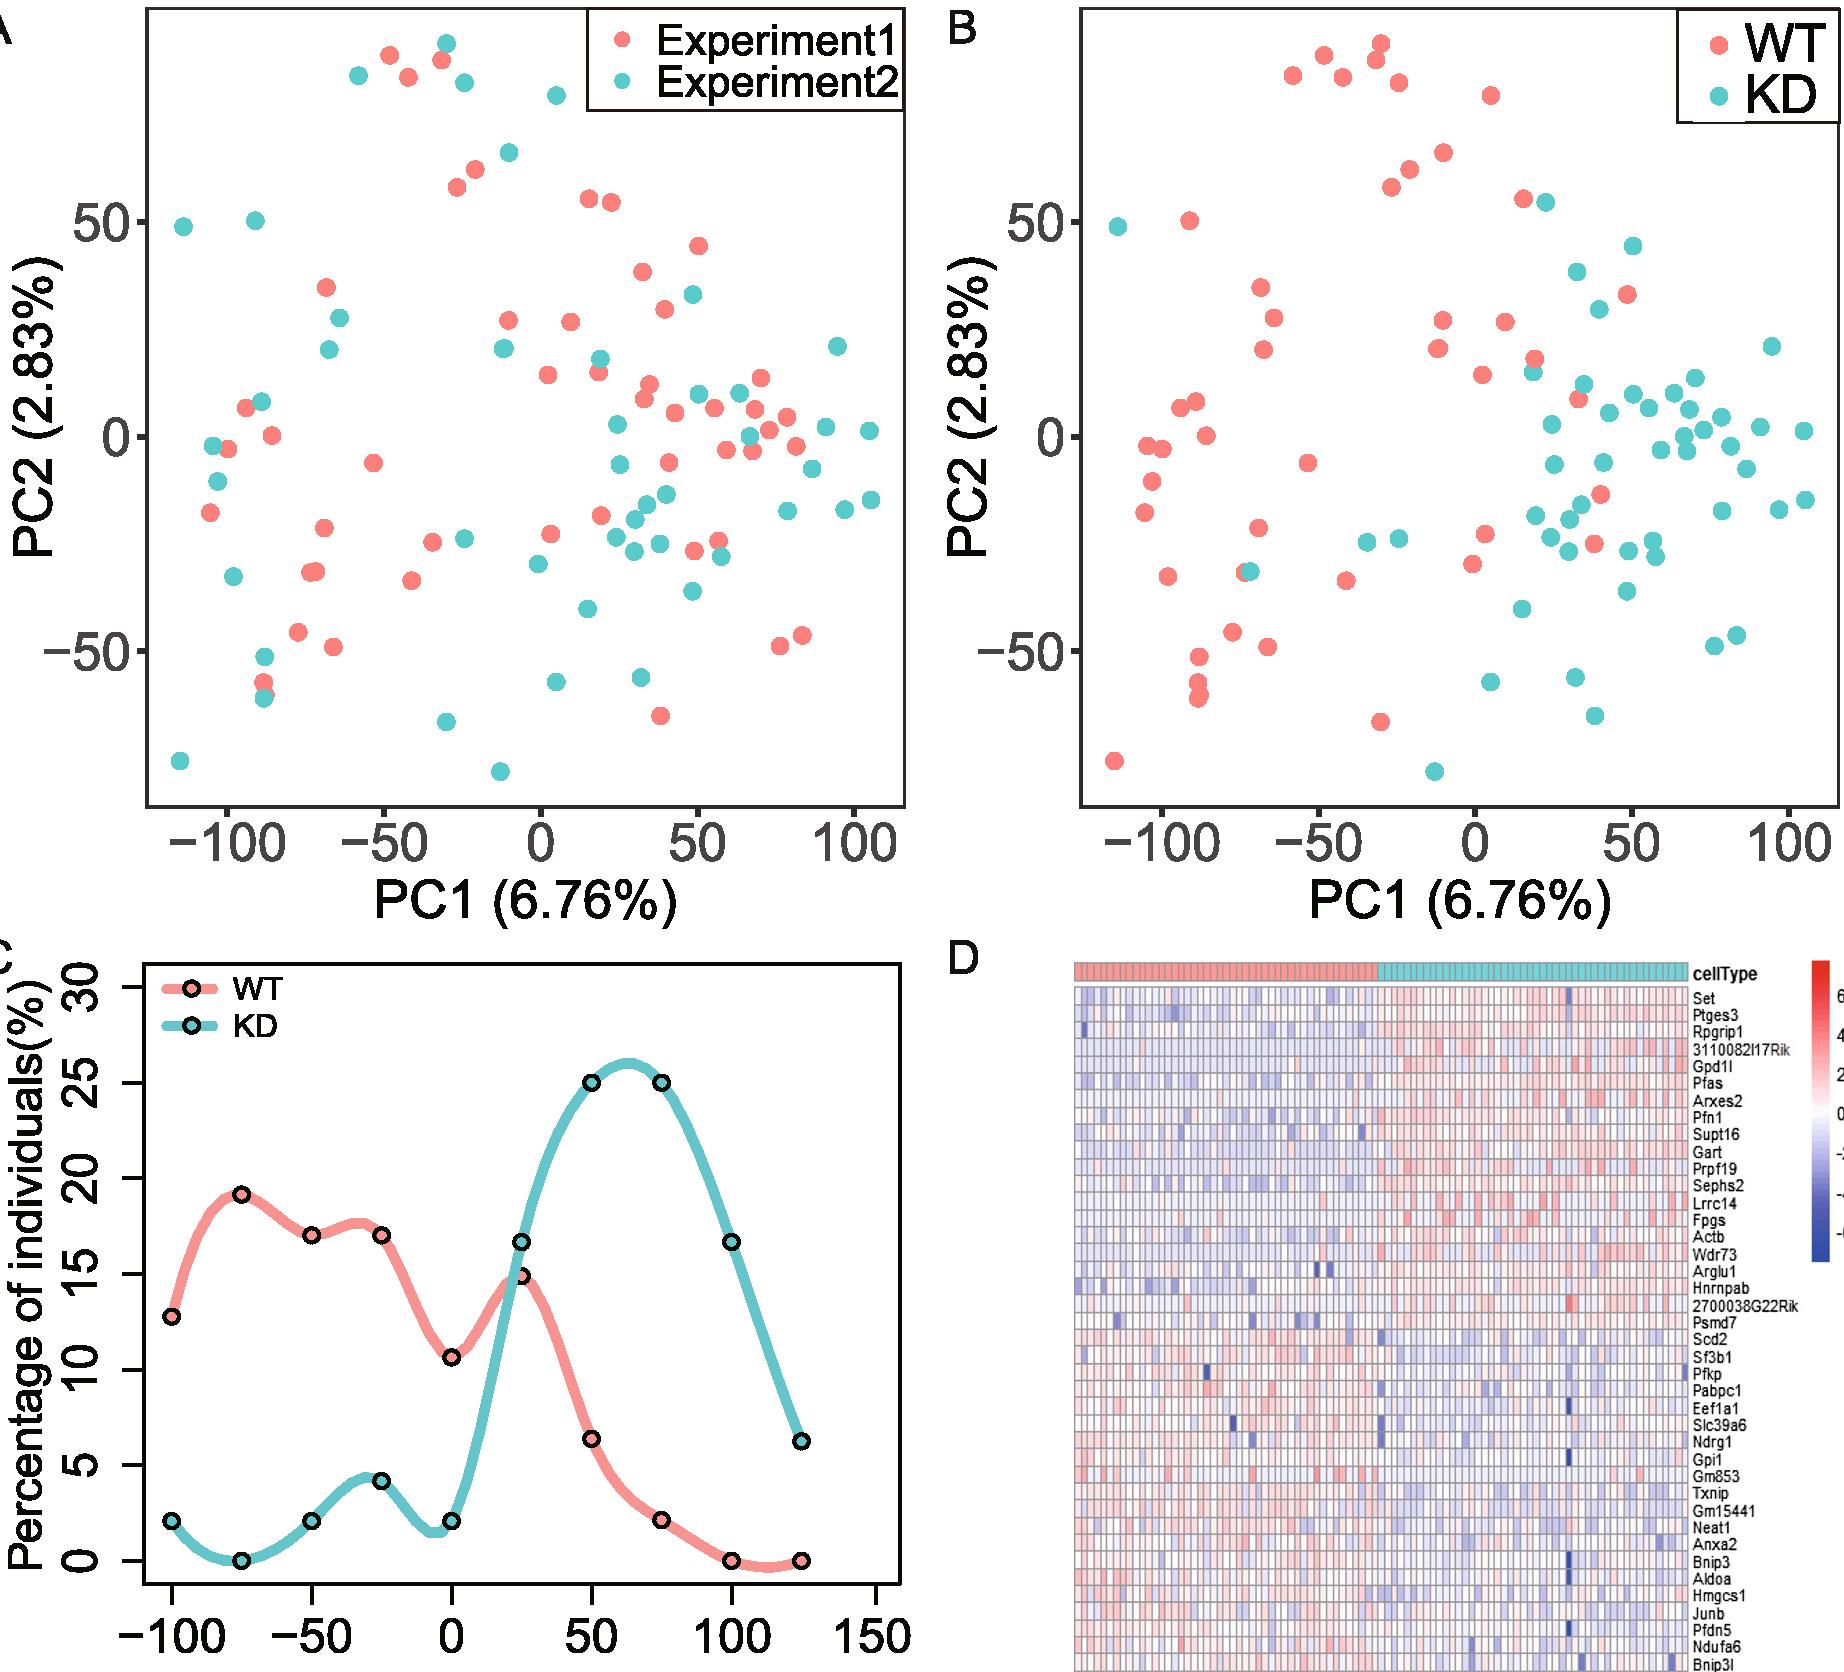 A
Experiment1
Experiment2
50
0
−50
PC2 (2.83%)
−100 −50 0 50 100
PC1 (6.76%)
B
WT
KD
50
0
−50
PC2 (2.83%)
−100 −50 0 50 100
PC1 (6.76%)
WT
KD
30
25
20
15
10
5
0
Percentage of individuals(%)
−100 −50 0 50 100 150
D
cellType
Set
Ptges3
Rpgrip1
3110082I17Rik
Gpd1l
Pfas
Arxes2
Pfn1
Supt16
Gart
Prpf19
Sephs2
Lrrc14
Fpgs
Actb
Wdr73
Arglu1
Hnrnpab
2700038G22Rik
Psmd7
Scd2
Sf3b1
Pfkp
Pabpc1
Eef1a1
Slc39a6
Ndrg1
Gpi1
Gm853
Txnip
Gm15441
Neat1
Anxa2
Bnip3
Aldoa
Hmgcs1
Junb
Pfdn5
Ndufa6
Bnip3l
6
4
2
0